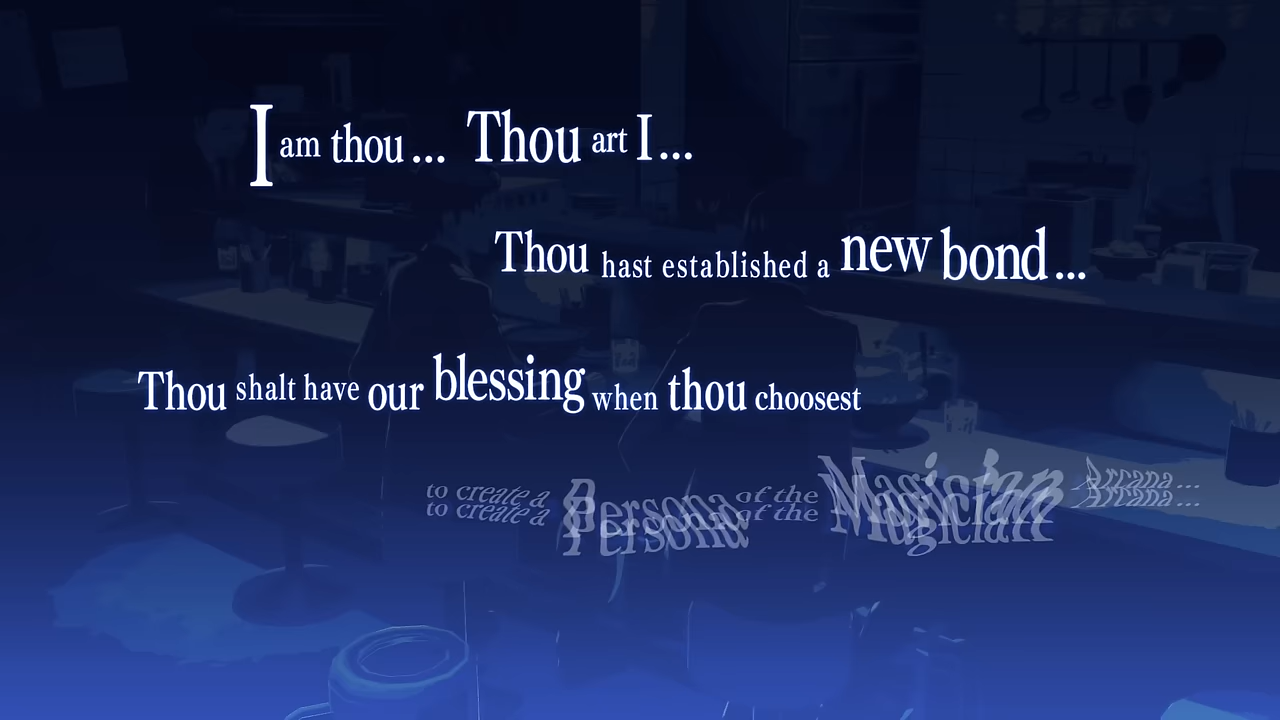 I am thou... Thou art I...
Thou hast established a new bond...
Thou shalt have our blessing when thou choosest
to create a Persona of the Magician Arcana...